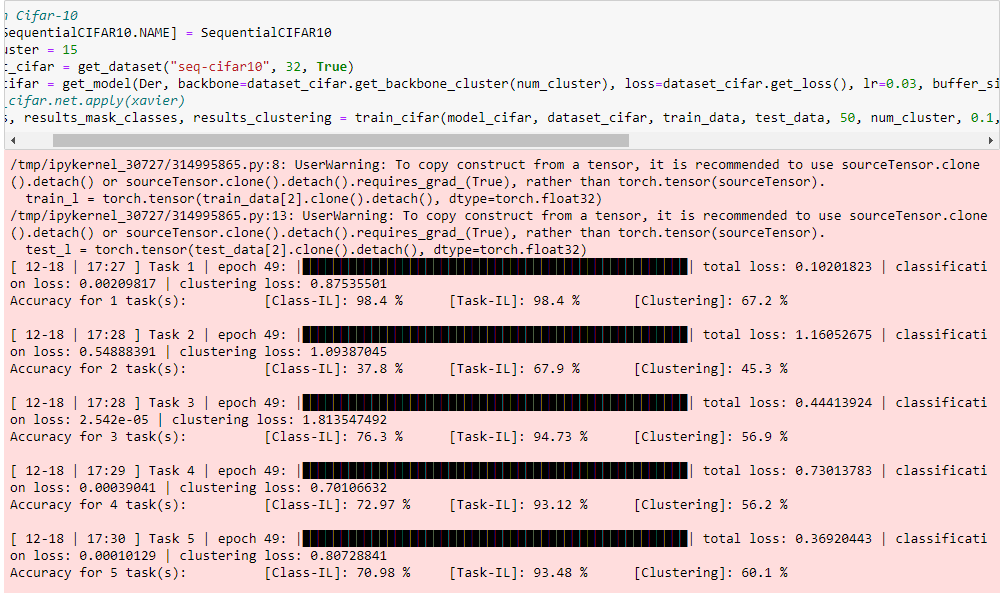 n Cifar-10
SequentialCIFAR10.NAME] = SequentialCIFAR10
uster = 15
t_cifar = get_dataset("seq-cifar10", 32, True)
cifar = get_model(Der, backbone=dataset_cifar.get_backbone_cluster(num_cluster), loss=dataset_cifar.get_loss(), lr=0.03, buffer_si
_cifar.net.apply(xavier)
s, results_mask_classes, results_clustering = train_cifar(model_cifar, dataset_cifar, train_data, test_data, 50, num_cluster, 0.1,
/tmp/ipykernel_30727/314995865.py:8: UserWarning: To copy construct from a tensor, it is recommended to use sourceTensor.clone
().detach() or sourceTensor.clone().detach().requires_grad_(True), rather than torch.tensor(sourceTensor).
train_l = torch.tensor(train_data[2].clone().detach(), dtype=torch.float32)
/tmp/ipykernel_30727/314995865.py:13: UserWarning: To copy construct from a tensor, it is recommended to use sourceTensor.clone
().detach() or sourceTensor.clone().detach().requires_grad_(True), rather than torch.tensor(sourceTensor).
test_l = torch.tensor(test_data[2].clone().detach(), dtype=torch.float32)
[ 12-18 | 17:27 ] Task 1 | epoch 49: | | total loss: 0.10201823 | classificati
on loss: 0.00209817 | clustering loss: 0.87535501
Accuracy for 1 task(s): [Class-IL]: 98.4 % [Task-IL]: 98.4 % [Clustering]: 67.2 %
[ 12-18 | 17:28 ] Task 2 | epoch 49: | | total loss: 1.16052675 | classificati
on loss: 0.54888391 | clustering loss: 1.09387045
Accuracy for 2 task(s): [Class-IL]: 37.8 % [Task-IL]: 67.9 % [Clustering]: 45.3 %
[ 12-18 | 17:28 ] Task 3 | epoch 49: | | total loss: 0.44413924 | classificati
on loss: 2.542e-05 | clustering loss: 1.813547492
Accuracy for 3 task(s): [Class-IL]: 76.3 % [Task-IL]: 94.73 % [Clustering]: 56.9 %
[ 12-18 | 17:29 ] Task 4 | epoch 49: | | total loss: 0.73013783 | classificati
on loss: 0.00039041 | clustering loss: 0.70106632
Accuracy for 4 task(s): [Class-IL]: 72.97 % [Task-IL]: 93.12 % [Clustering]: 56.2 %
[ 12-18 | 17:30 ] Task 5 | epoch 49: | | total loss: 0.36920443 | classificati
on loss: 0.00010129 | clustering loss: 0.80728841
Accuracy for 5 task(s): [Class-IL]: 70.98 % [Task-IL]: 93.48 % [Clustering]: 60.1 %